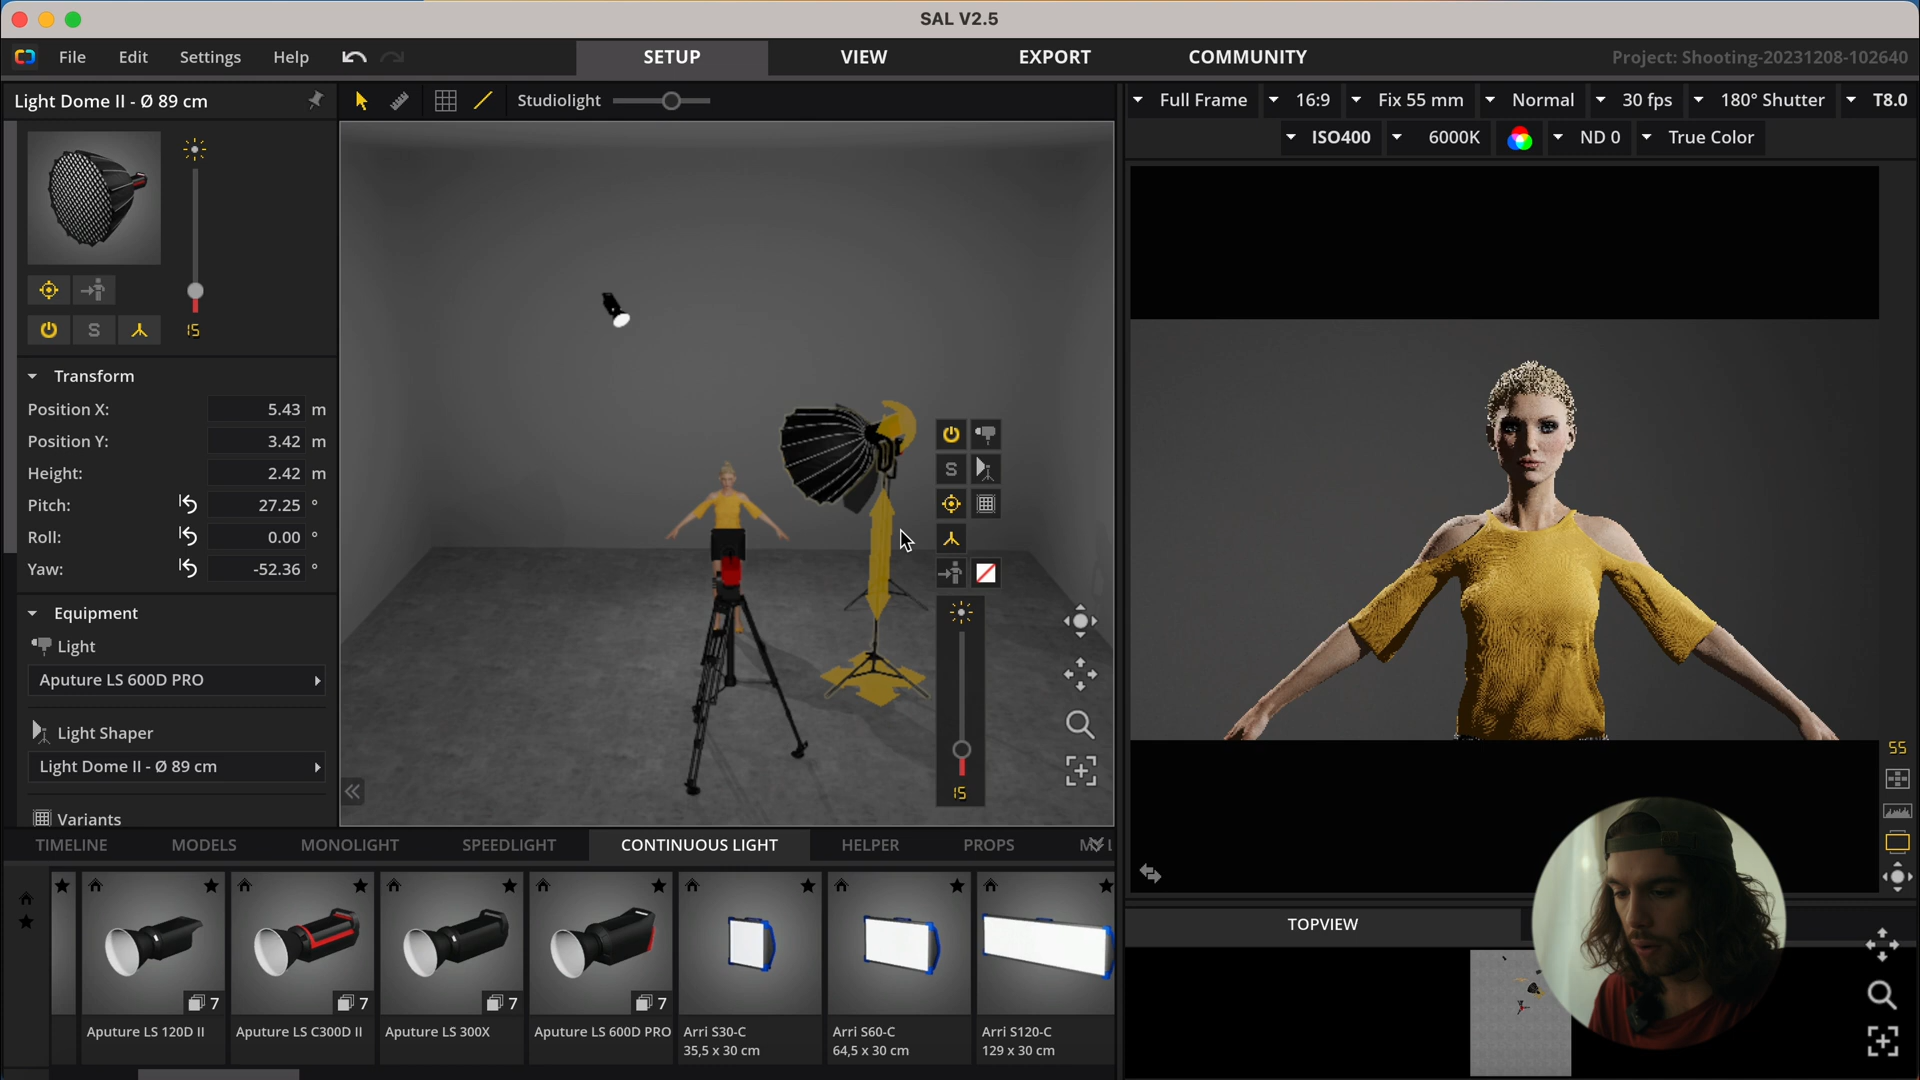 SAL V2.5
File Edit Settings Help SETUP VIEW EXPORT COMMUNITY Project: Shooting-20231208-102640
Light Dome II - Ø 89 cm
Studiolight
Full Frame 16:9 Fix 55 mm Normal 30 fps 180° Shutter T8.0
ISO400 6000K ND 0 True Color
S
15
Transform
Position X: 5.43 m
Position Y: 3.42 m
Height: 2.42 m
Pitch: 27.25 °
Roll: 0.00 °
Yaw: -52.36 °
Equipment
Light
Aputure LS 600D PRO
Light Shaper
Light Dome II - Ø 89 cm
Variants
S
15
55
TIMELINE MODELS MONOLIGHT SPEEDLIGHT CONTINUOUS LIGHT HELPER PROPS
7 7 7 7
Aputure LS 120D II Aputure LS C300D II Aputure LS 300X Aputure LS 600D PRO Arri S30-C Arri S60-C Arri S120-C
35,5 x 30 cm 64,5 x 30 cm 129 x 30 cm
TOPVIEW